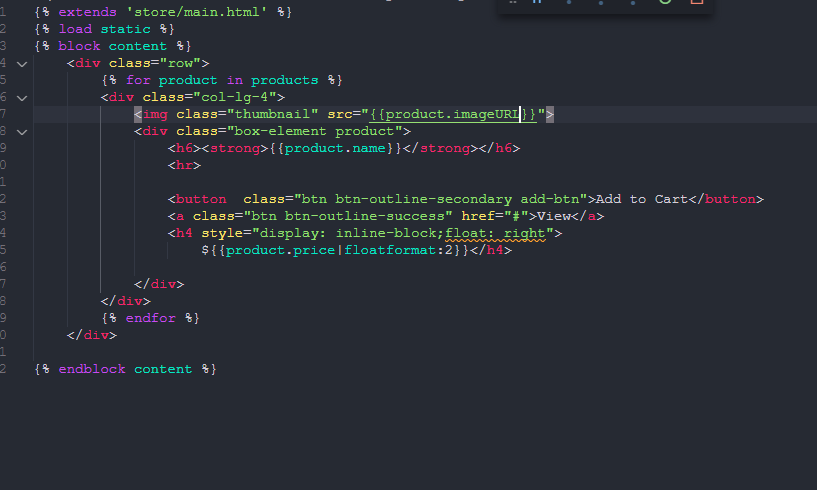 1 {% extends 'store/main.html' %}
2 {% load static %}
3 {% block content %}
4 <div class="row">
5 {% for product in products %}
6 <div class="col-lg-4">
7 <img class="thumbnail" src="{{product.imageURL}}">
8 <div class="box-element product">
9 <h6><strong>{{product.name}}</strong></h6>
0 <hr>
1
2 <button  class="btn btn-outline-secondary add-btn">Add to Cart</button>
3 <a class="btn btn-outline-success" href="#">View</a>
4 <h4 style="display: inline-block;float: right">
5 ${{product.price|floatformat:2}}</h4>
6
7 </div>
8 </div>
9 {% endfor %}
0 </div>
1
2 {% endblock content %}